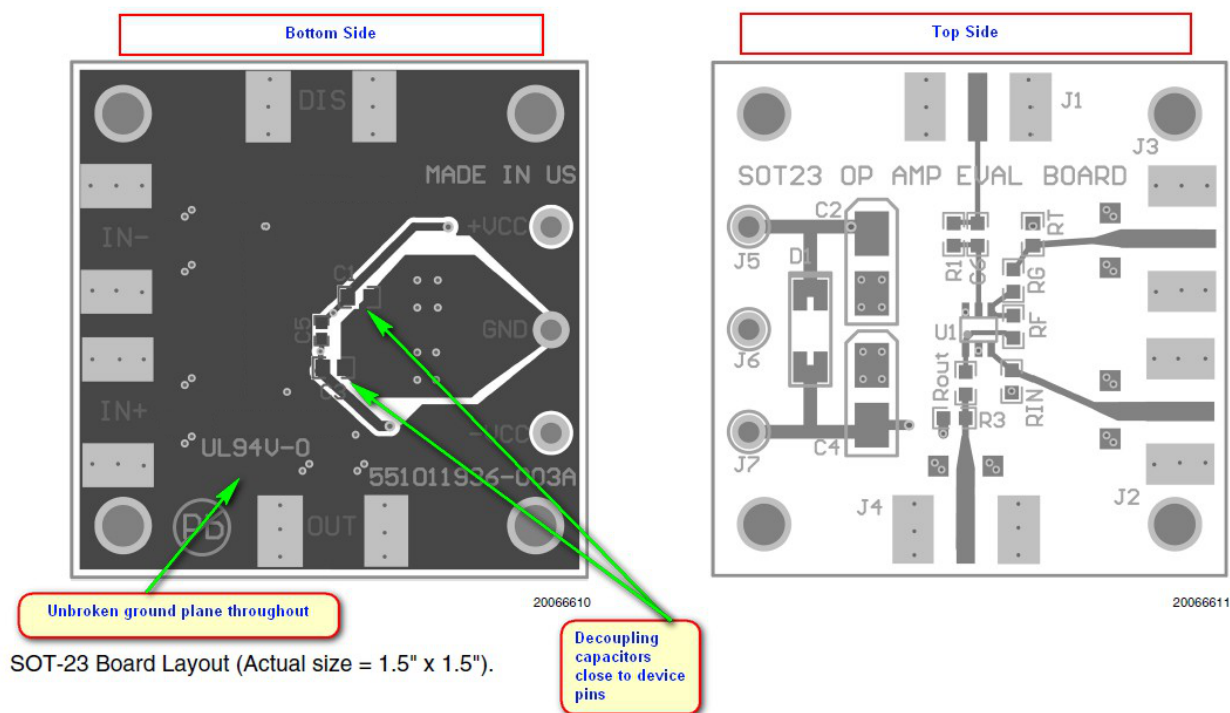 Bottom Side
DIS
MADE IN US
IN-
+VCC
C1
C5
GND
C3
IN+
-VCC
UL94V-0
551011936-003A
PB
OUT
Unbroken ground plane throughout
20066610
Decoupling
capacitors
close to device
pins
SOT-23 Board Layout (Actual size = 1.5" x 1.5").
Top Side
J1
J3
SOT23 OP AMP EVAL BOARD
C2
RT
J5
D1
R1
C6
RG
U1
RF
J6
Rout
RIN
R3
J7
C4
J4
J2
20066611